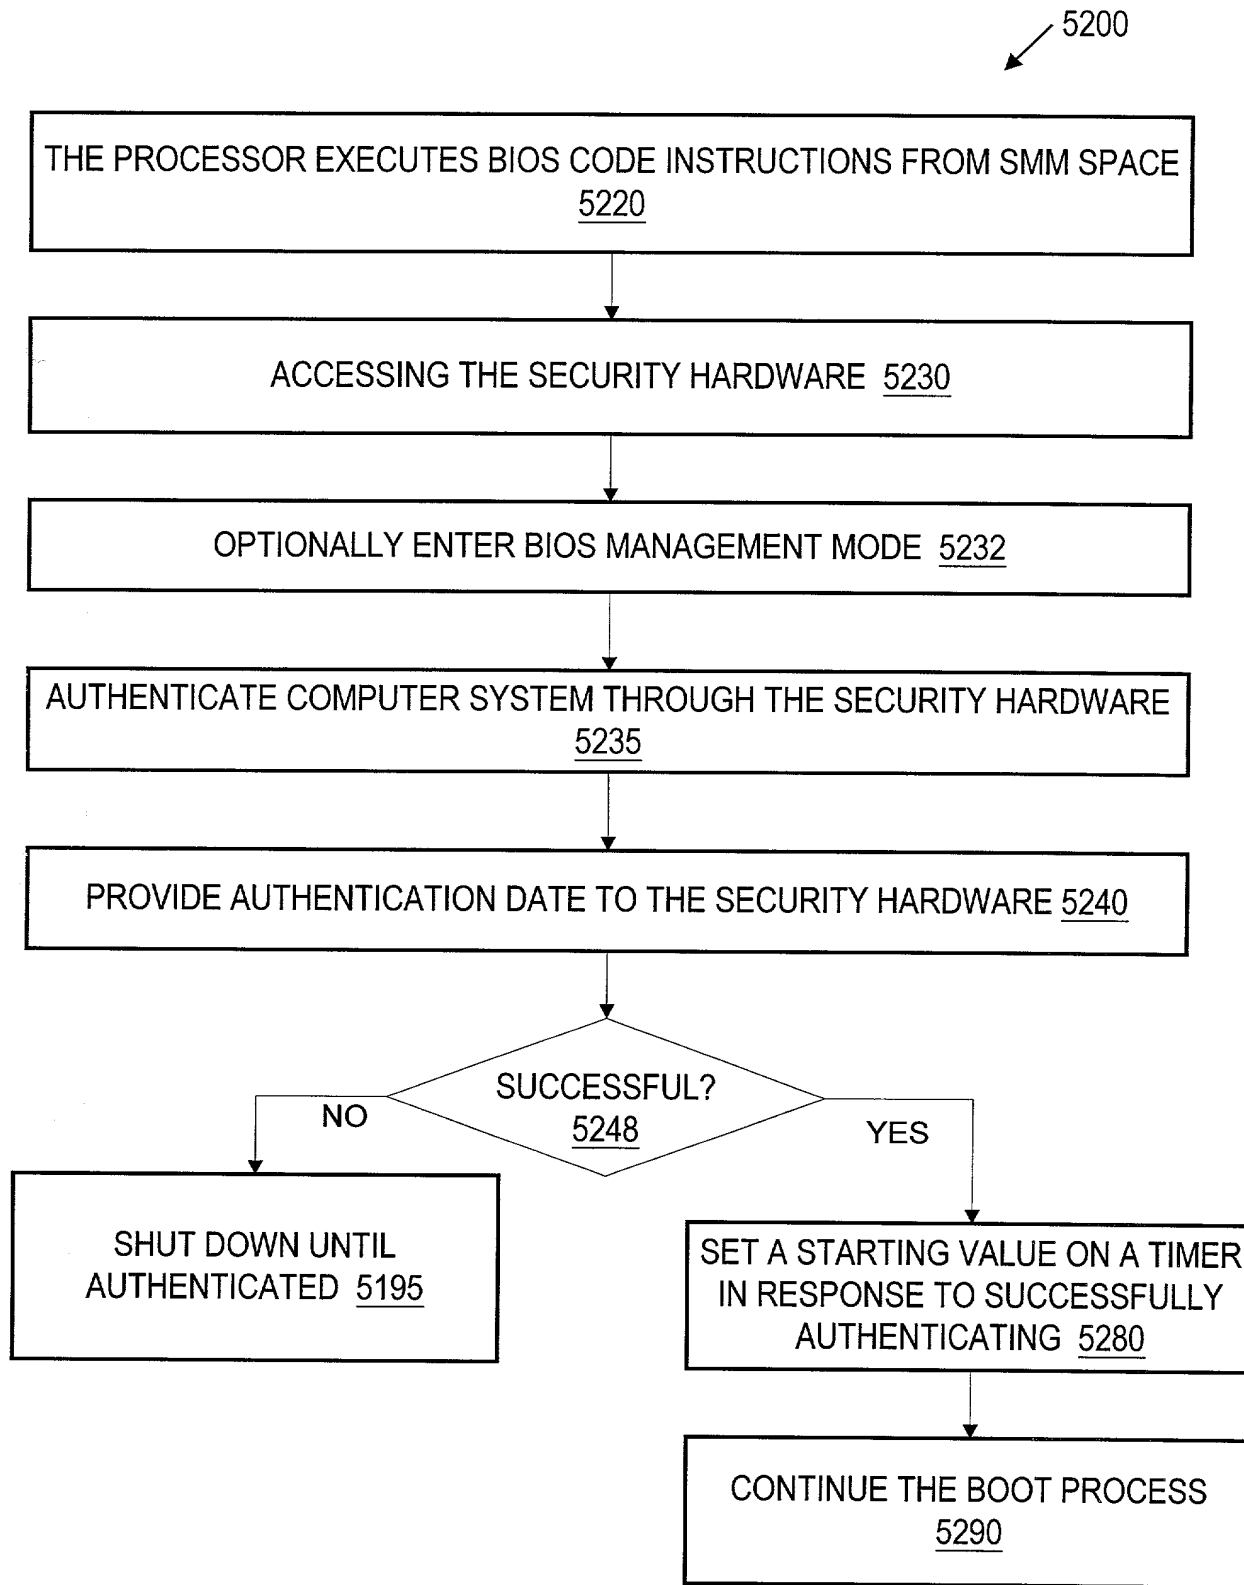 5200
THE PROCESSOR EXECUTES BIOS CODE INSTRUCTIONS FROM SMM SPACE
5220
ACCESSING THE SECURITY HARDWARE 5230
OPTIONALLY ENTER BIOS MANAGEMENT MODE 5232
AUTHENTICATE COMPUTER SYSTEM THROUGH THE SECURITY HARDWARE
5235
PROVIDE AUTHENTICATION DATE TO THE SECURITY HARDWARE 5240
SUCCESSFUL?
5248
NO
YES
SHUT DOWN UNTIL
AUTHENTICATED 5195
SET A STARTING VALUE ON A TIMER
IN RESPONSE TO SUCCESSFULLY
AUTHENTICATING 5280
CONTINUE THE BOOT PROCESS
5290